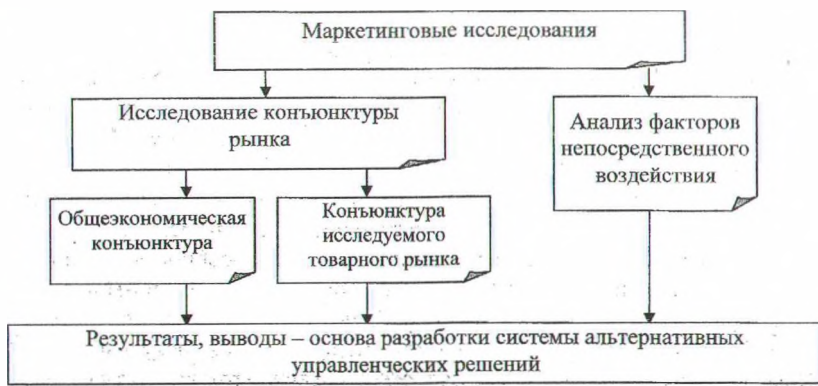 Маркетинговые исследования
Исследование конъюнктуры
рынка
Анализ факторов
непосредственного
воздействия
Общеэкономическая
конъюнктура
Конъюнктура
исследуемого
товарного рынка
Результаты, выводы – основа разработки системы альтернативных
управленческих решений